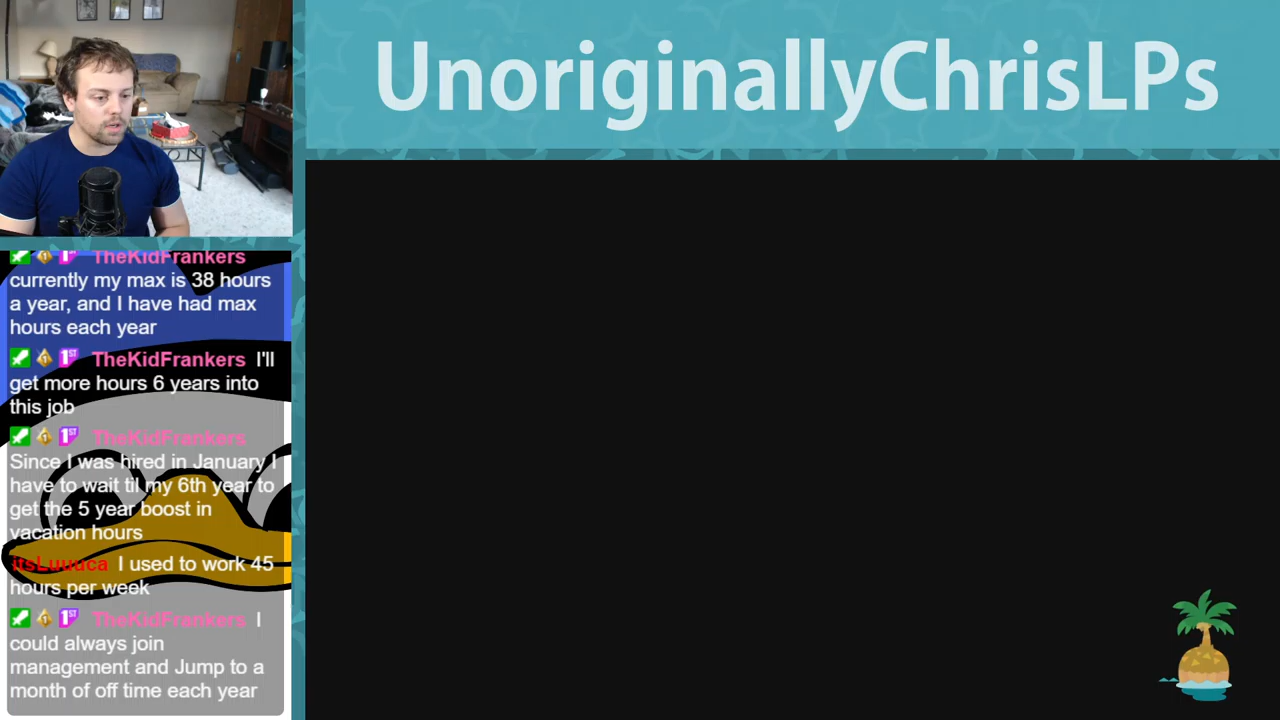 UnoriginallyChrisLPs
TheKidFrankers
currently my max is 38 hours
a year, and I have had max
hours each year
1ST TheKidFrankers I'll
get more hours 6 years into
this job
1ST TheKidFrankers
Since I was hired in January I
have to wait til my 6th year to
get the 5 year boost in
vacation hours
itsLuuuca I used to work 45
hours per week
1ST TheKidFrankers I
could always join
management and Jump to a
month of off time each year